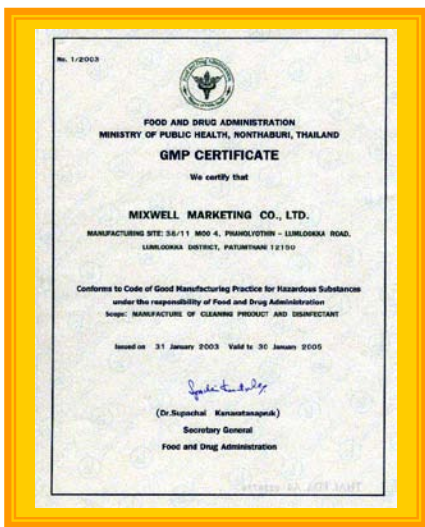 No. 1/2003
FOOD AND DRUG ADMINISTRATION
MINISTRY OF PUBLIC HEALTH, NONTHABURI, THAILAND
GMP CERTIFICATE
We certify that
MIXWELL MARKETING CO., LTD.
MANUFACTURING SITE: 56/11 MOO 4, PHAHOLYOTHIN - LUMLOOKKA ROAD,
LUMLOOKKA DISTRICT, PATUMTHANI 12150
Conforms to Code of Good Manufacturing Practice for Hazardous Substances
under the responsibility of Food and Drug Administration
Scope: MANUFACTURE OF CLEANING PRODUCT AND DISINFECTANT
Issued on 31 January 2003 Valid to 30 January 2005
(Dr.Supachai Kunaratanapruk)
Secretary General
Food and Drug Administration